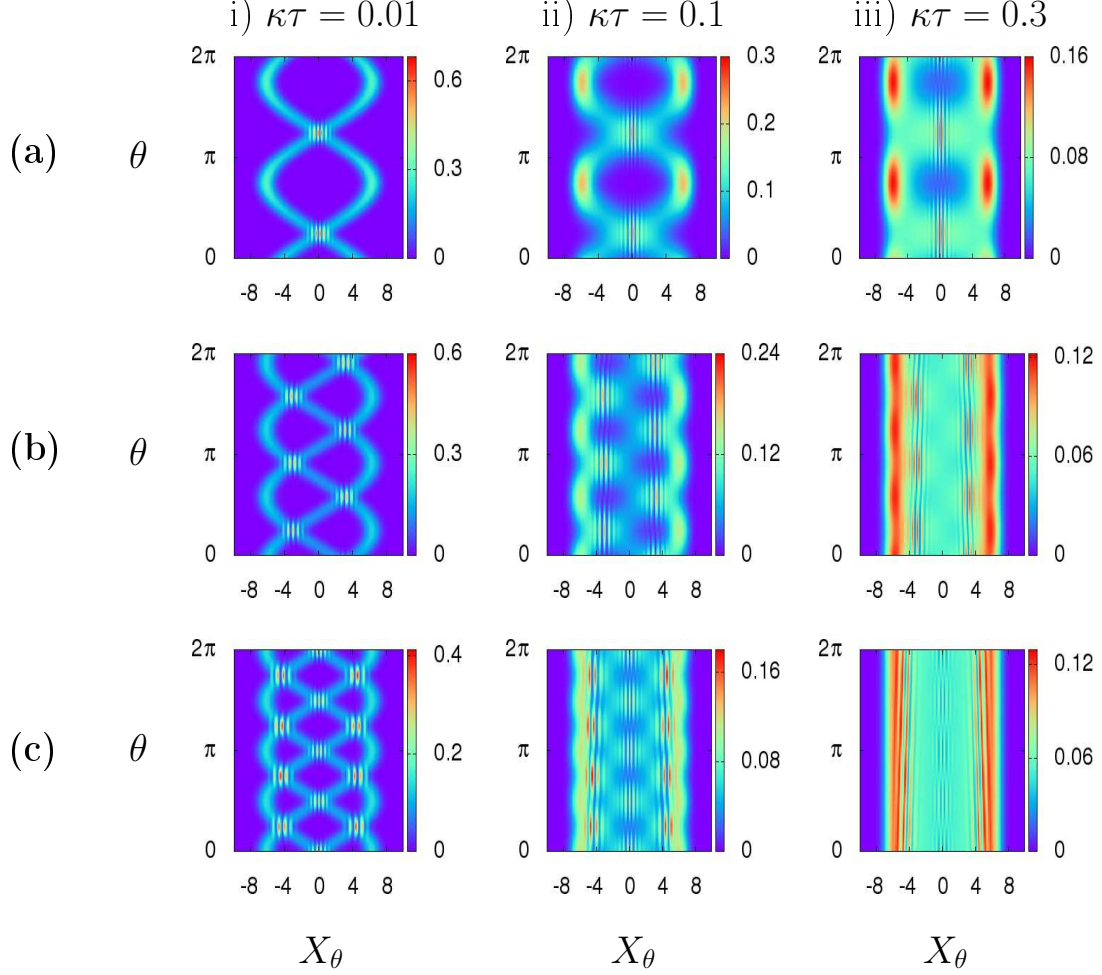 i) κτ = 0.01 ii) κτ = 0.1 iii) κτ = 0.3
(a) θ 2π π 0 0.6 0.3 0 2π π 0 0.3 0.2 0.1 0 2π π 0 0.16 0.08 0
-8 -4 0 4 8 -8 -4 0 4 8 -8 -4 0 4 8
(b) θ 2π π 0 0.6 0.3 0 2π π 0 0.24 0.12 0 2π π 0 0.12 0.06 0
-8 -4 0 4 8 -8 -4 0 4 8 -8 -4 0 4 8
(c) θ 2π π 0 0.4 0.2 0 2π π 0 0.16 0.08 0 2π π 0 0.12 0.06 0
-8 -4 0 4 8 -8 -4 0 4 8 -8 -4 0 4 8
X_θ X_θ X_θ